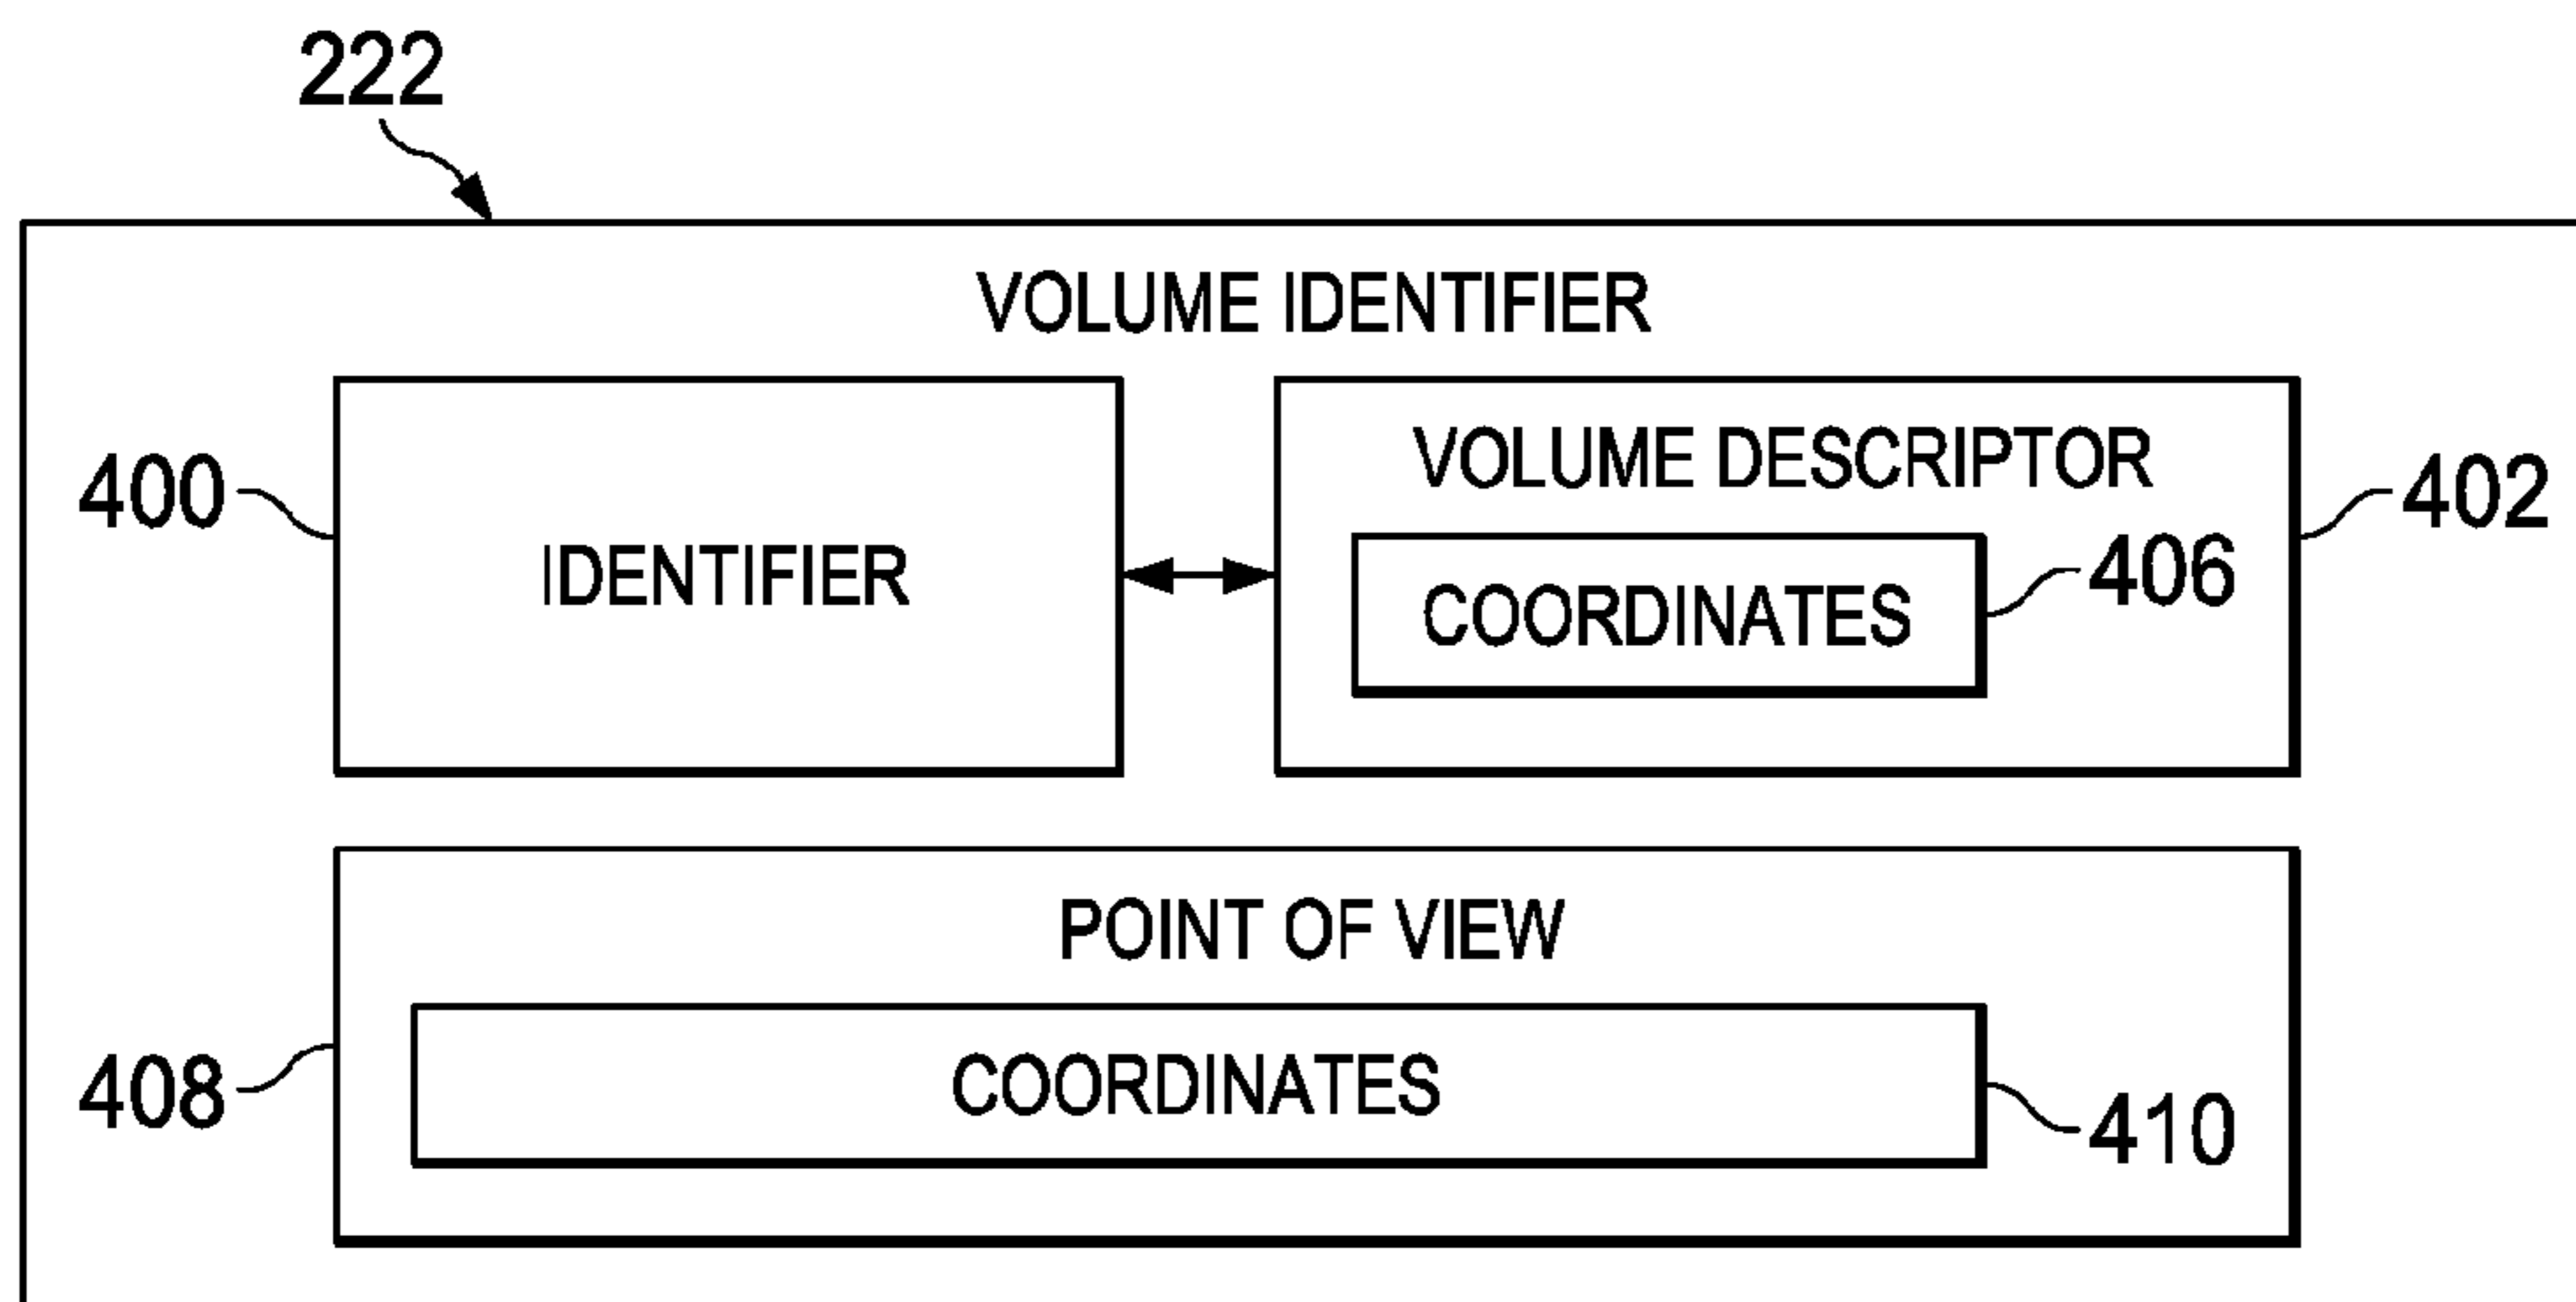 222
VOLUME IDENTIFIER
400
IDENTIFIER
VOLUME DESCRIPTOR
402
COORDINATES
406
POINT OF VIEW
408
COORDINATES
410